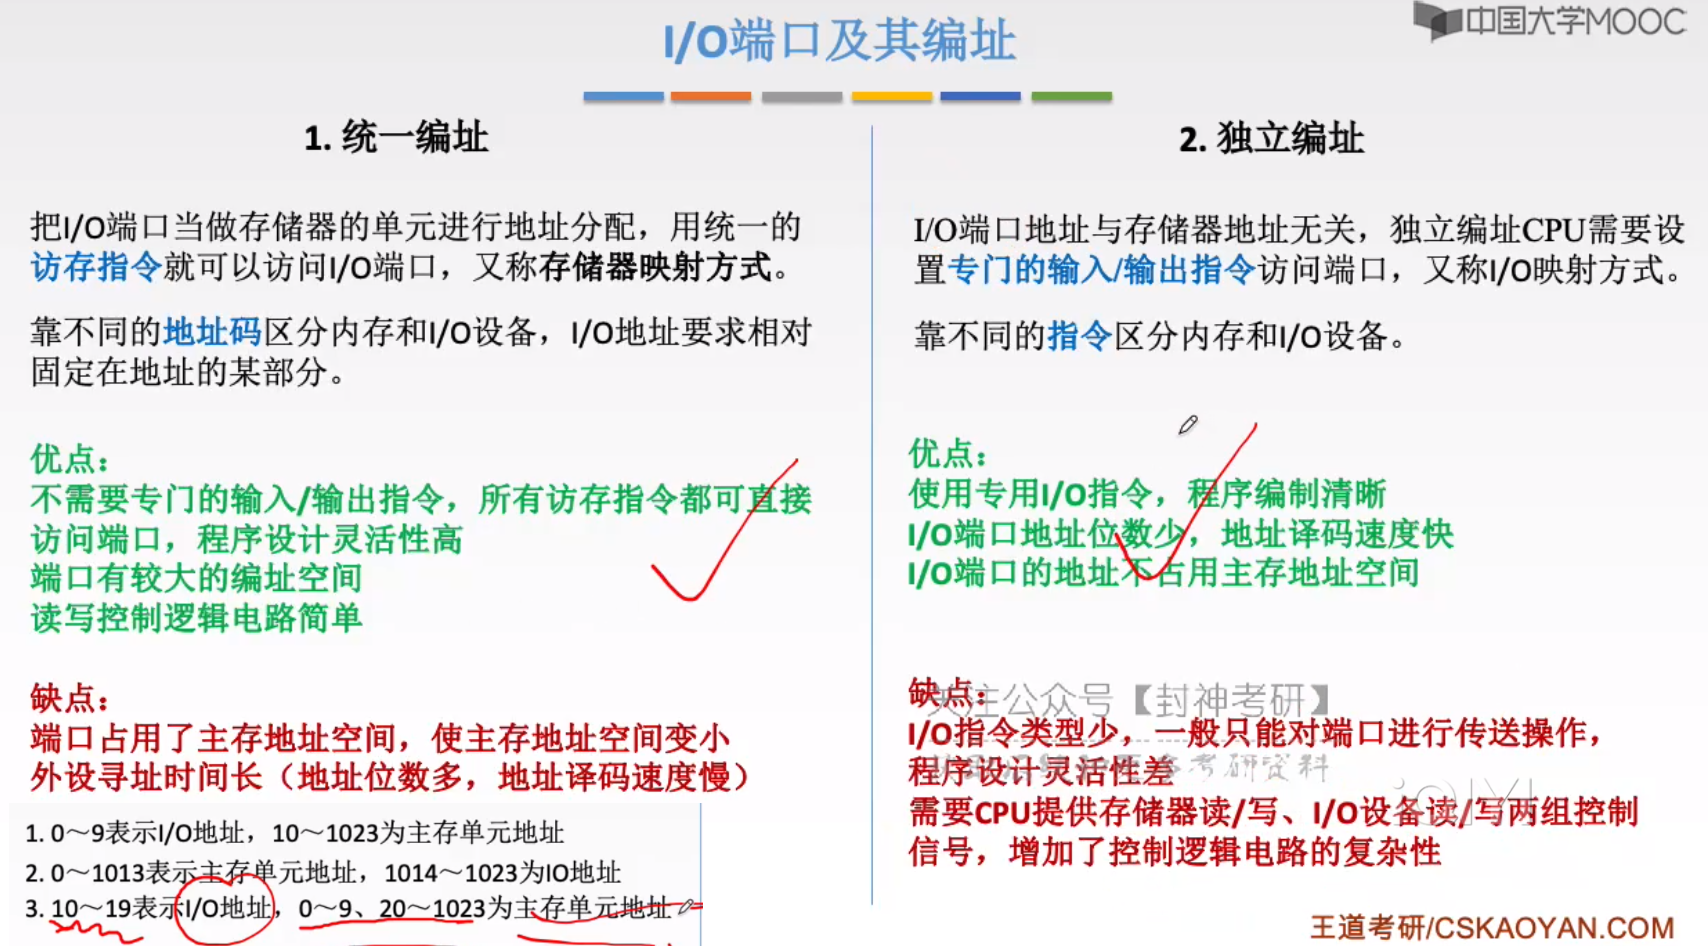 I/O端口及其编址
中国大学MOOC
1. 统一编址
把I/O端口当做存储器的单元进行地址分配，用统一的
访存指令就可以访问I/O端口，又称存储器映射方式。
靠不同的地址码区分内存和I/O设备，I/O地址要求相对
固定在地址的某部分。
优点：
不需要专门的输入/输出指令，所有访存指令都可直接
访问端口，程序设计灵活性高
端口有较大的编址空间
读写控制逻辑电路简单
缺点：
端口占用了主存地址空间，使主存地址空间变小
外设寻址时间长（地址位数多，地址译码速度慢）
1. 0～9表示I/O地址，10～1023为主存单元地址
2. 0～1013表示主存单元地址，1014～1023为IO地址
3. 10～19表示I/O地址，0～9、20～1023为主存单元地址
2. 独立编址
I/O端口地址与存储器地址无关，独立编址CPU需要设
置专门的输入/输出指令访问端口，又称I/O映射方式。
靠不同的指令区分内存和I/O设备。
优点：
使用专用I/O指令，程序编制清晰
I/O端口地址位数少，地址译码速度快
I/O端口的地址不占用主存地址空间
缺点：
关注公众号【封神考研】
I/O指令类型少，一般只能对端口进行传送操作，
程序设计灵活性差
需要CPU提供存储器读/写、I/O设备读/写两组控制
信号，增加了控制逻辑电路的复杂性
王道考研/CSKAOYAN.COM